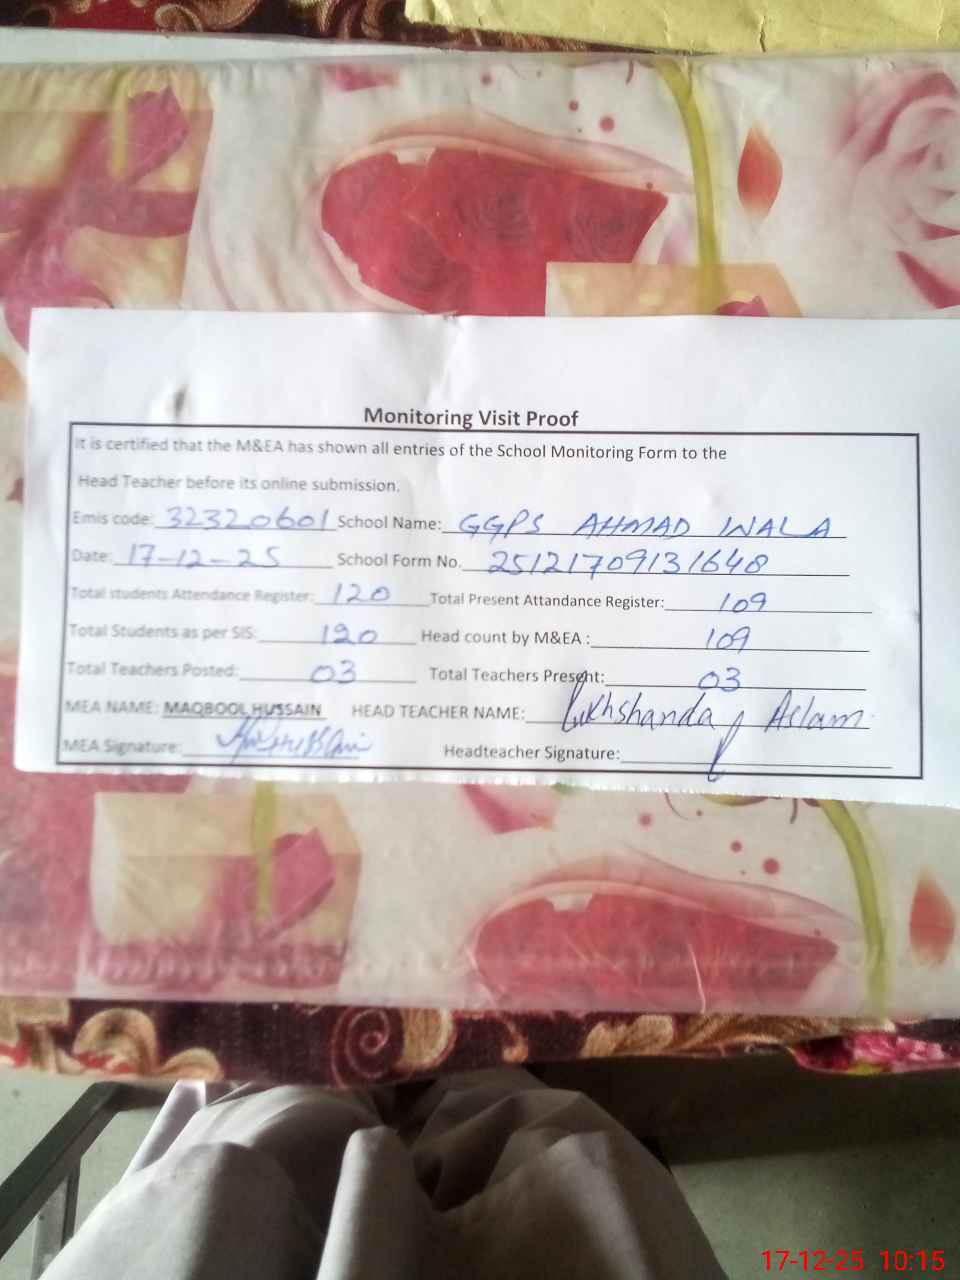 Monitoring Visit Proof
It is certified that the M&EA has shown all entries of the School Monitoring Form to the
Head Teacher before its online submission.
Emis code: 32320601 School Name: GGPS AHMAD WALA
Date: 17-12-25 School Form No. 25121709131648
Total students Attendance Register: 120 Total Present Attandance Register: 109
Total Students as per SIS: 120 Head count by M&EA : 109
Total Teachers Posted: 03 Total Teachers Present: 03
MEA NAME: MAQBOOL HUSSAIN HEAD TEACHER NAME: Rukhshanda Aslam
MEA Signature: Headteacher Signature:
17-12-25 10:15